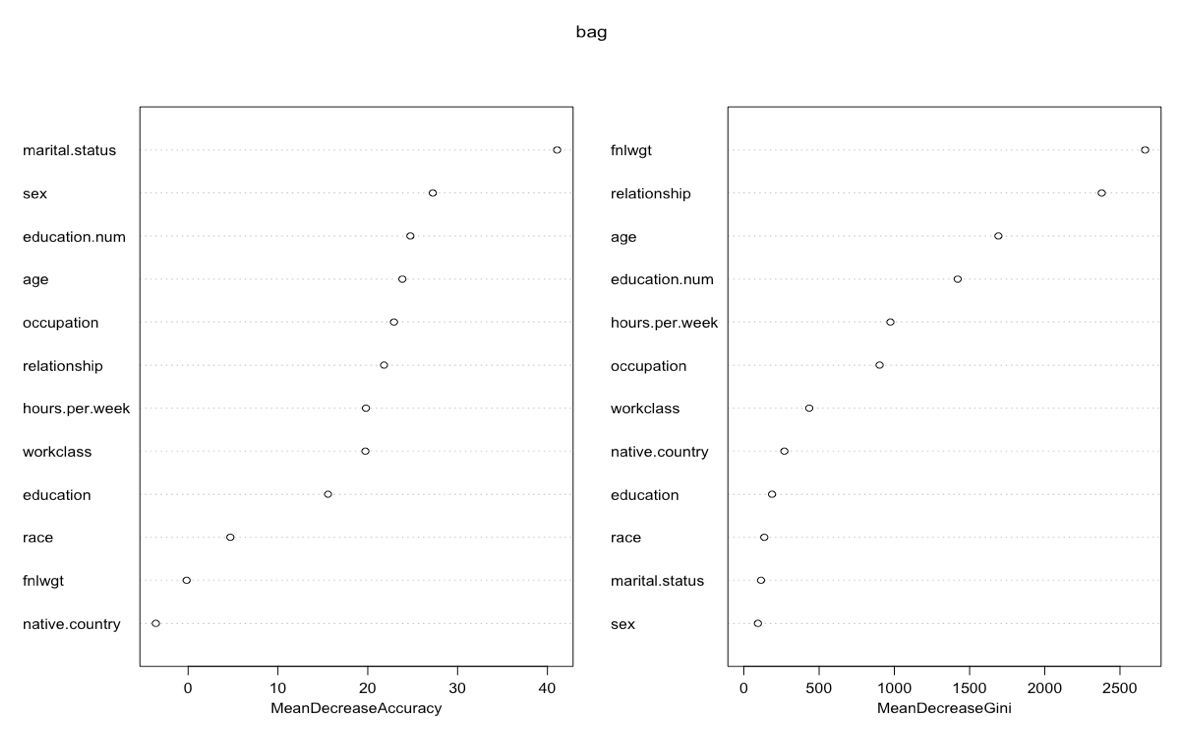 bag
marital.status
sex
education.num
age
occupation
relationship
hours.per.week
workclass
education
race
fnlwgt
native.country
0 10 20 30 40
MeanDecreaseAccuracy
fnlwgt
relationship
age
education.num
hours.per.week
occupation
workclass
native.country
education
race
marital.status
sex
0 500 1000 1500 2000 2500
MeanDecreaseGini